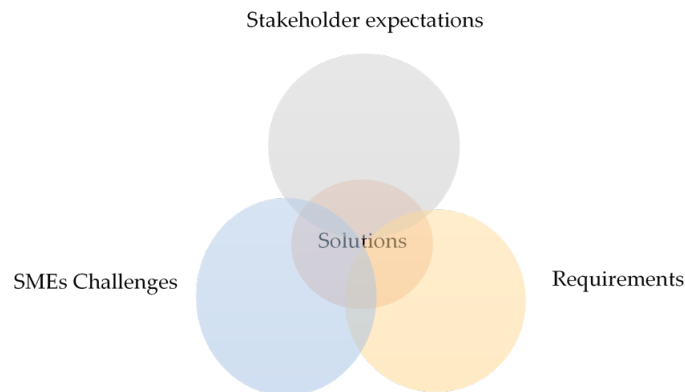 Stakeholder expectations
Solutions
SMEs Challenges
Requirements